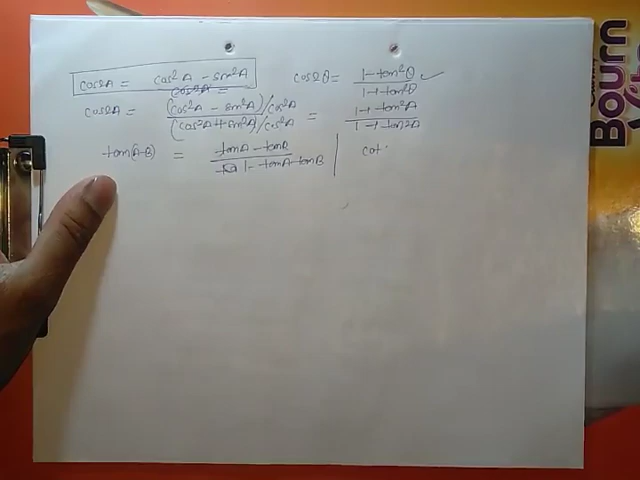 cos2A = cos²A - sin²A cos2θ = 1-tan²θ / 1+tan²θ ✓
cos2A = (cos²A - sin²A)/cos²A / (cos²A + sin²A)/cos²A = 1-tan²A / 1+tan²A
tan(A-B) = tanA - tanB / 1 - tanA tanB | cot
Bourn